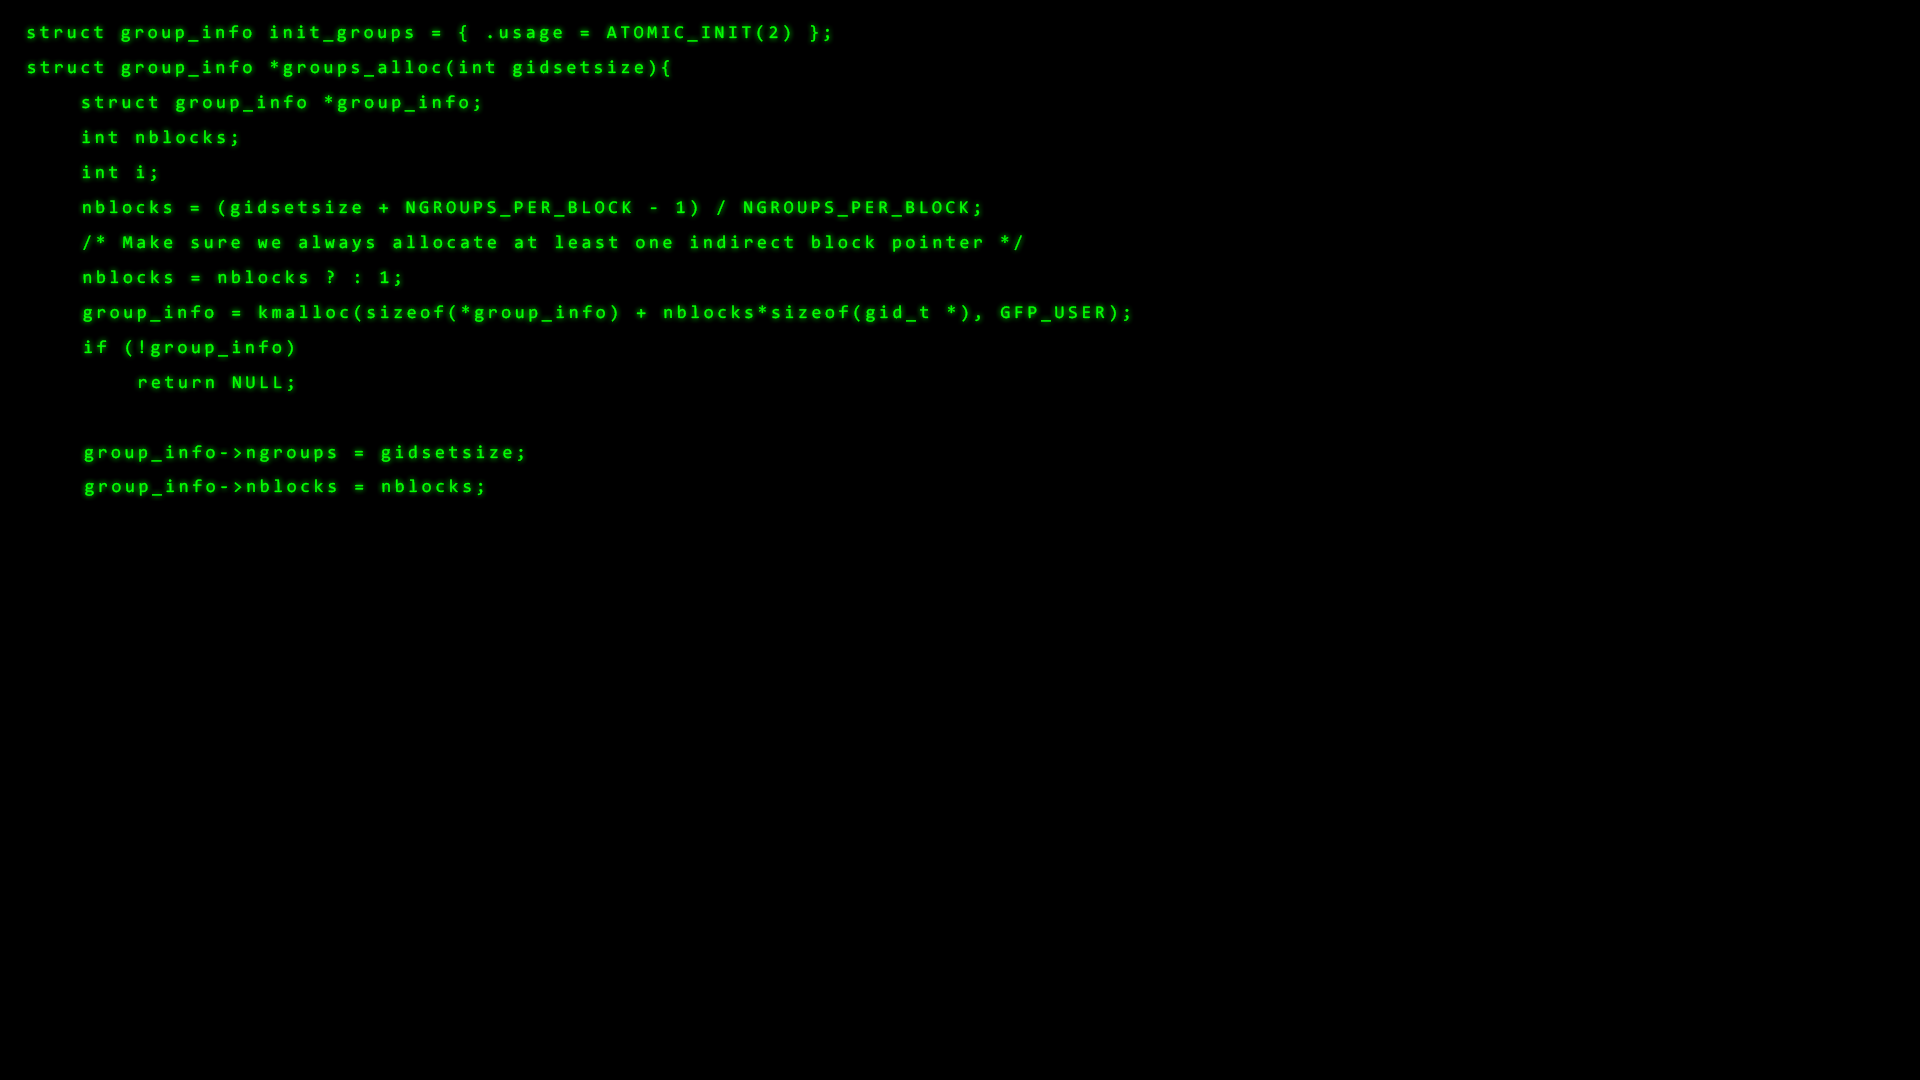 struct group_info init_groups = { .usage = ATOMIC_INIT(2) };
struct group_info *groups_alloc(int gidsetsize){
    struct group_info *group_info;
    int nblocks;
    int i;
    nblocks = (gidsetsize + NGROUPS_PER_BLOCK - 1) / NGROUPS_PER_BLOCK;
    /* Make sure we always allocate at least one indirect block pointer */
    nblocks = nblocks ? : 1;
    group_info = kmalloc(sizeof(*group_info) + nblocks*sizeof(gid_t *), GFP_USER);
    if (!group_info)
        return NULL;

    group_info->ngroups = gidsetsize;
    group_info->nblocks = nblocks;